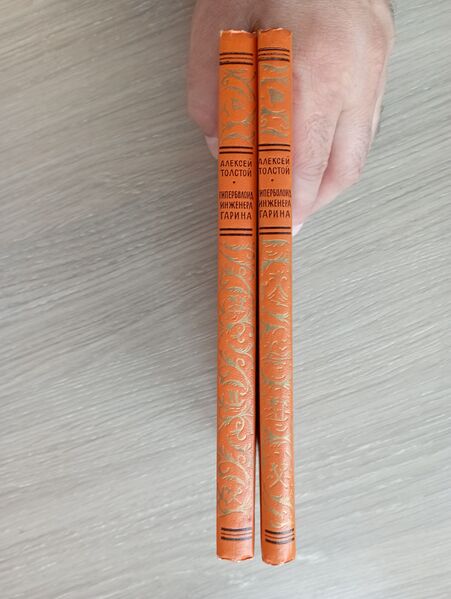 АЛЕКСЕЙ
ТОЛСТОЙ
•
ГИПЕРБОЛОИД
ИНЖЕНЕРА
ГАРИНА
АЛЕКСЕЙ
ТОЛСТОЙ
•
ГИПЕРБОЛОИД
ИНЖЕНЕРА
ГАРИНА